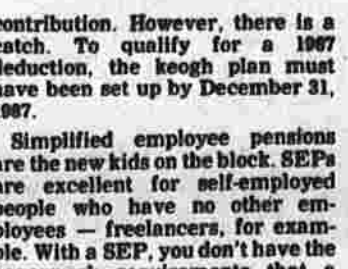 contribution. However, there is a
catch. To qualify for a 1987
deduction, the keogh plan must
have been set up by December 31,
1987.
Simplified employee pensions
are the new kids on the block. SEPs
are excellent for self-employed
people who have no other em-
ployees — freelancers, for exam-
ple. With a SEP, you don't have the
requirements that a